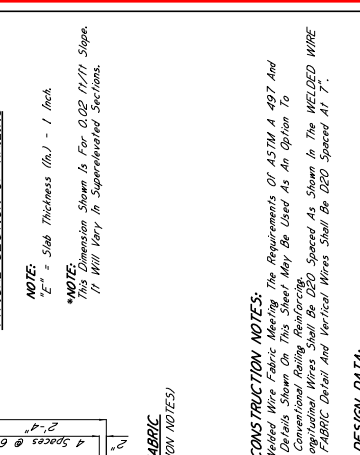 NOTE:
"E" = Slab Thickness (In.) - 1 Inch.
*NOTE:
This Dimension Shown Is For 0.02 ft/ft Slope.
It Will Vary In Superelevated Sections.
2'-4"
4 Spaces @ 6
2"
ABRIC
ON NOTES)
CONSTRUCTION NOTES:
Welded Wire Fabric Meeting The Requirements Of ASTM A 497 And
Details Shown On This Sheet May Be Used As An Option To
Conventional Railing Reinforcing.
ongitudinal Wires Shall Be D20 Spaced As Shown In The WELDED WIRE
FABRIC Detail And Vertical Wires Shall Be D20 Spaced At 7".
DESIGN DATA: